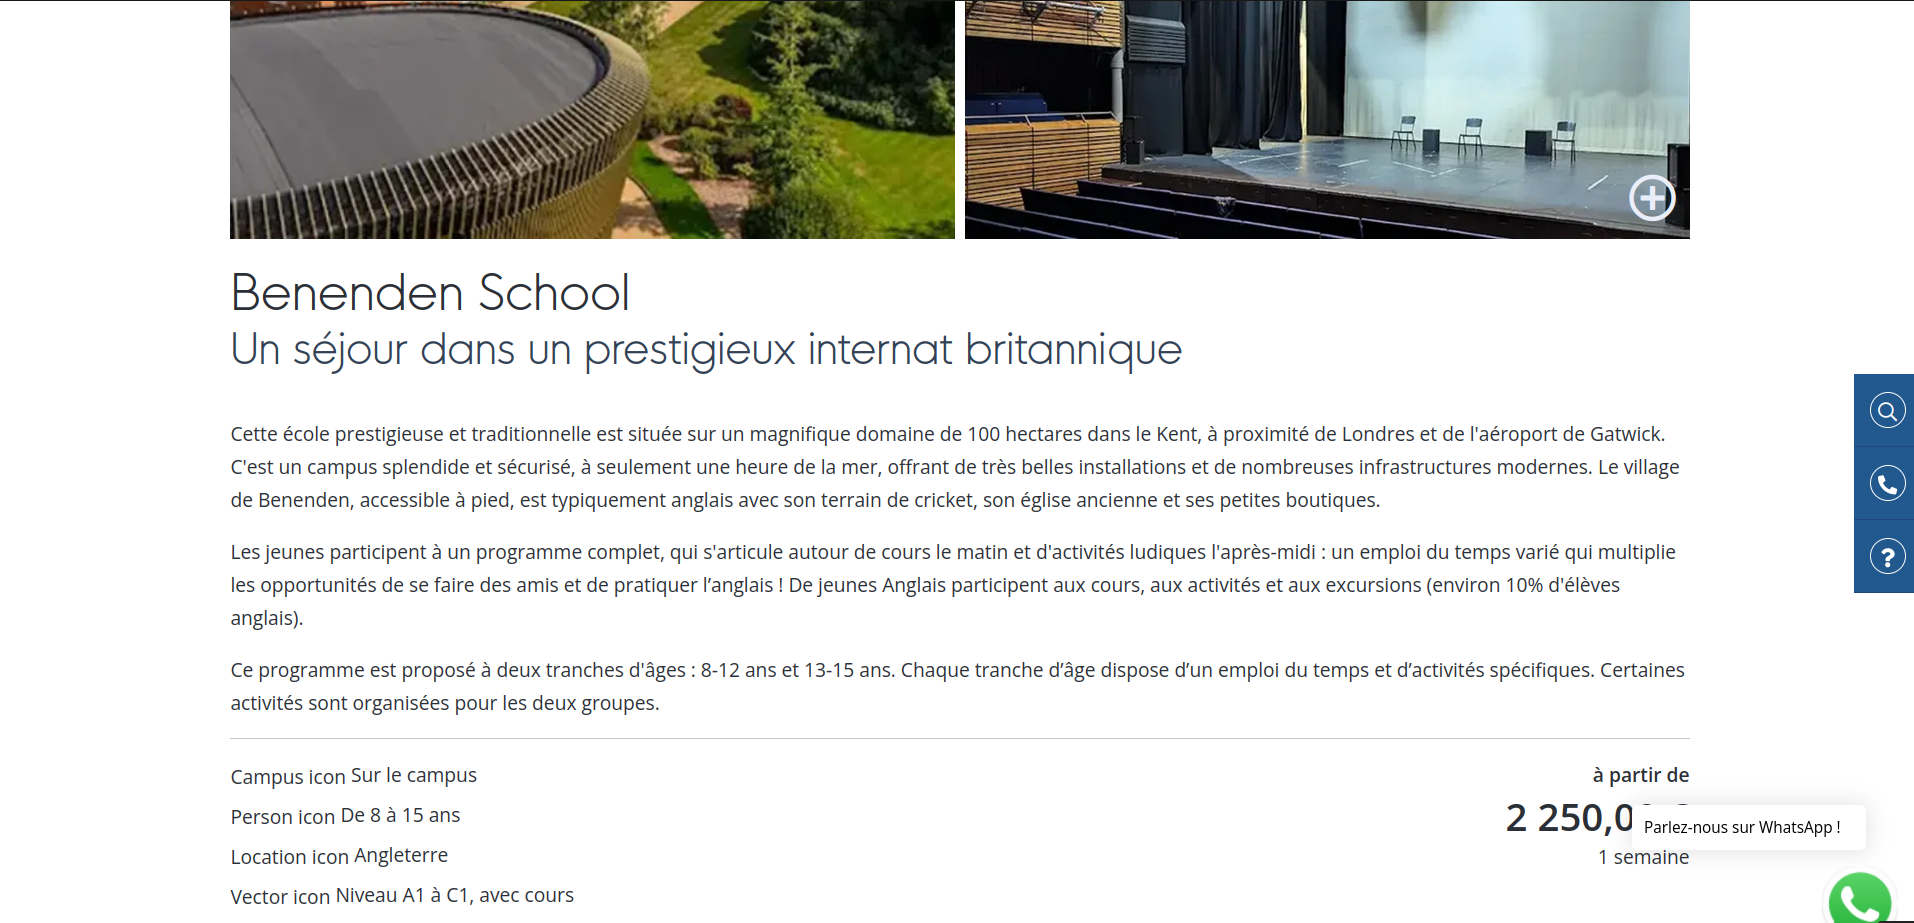 Benenden School
Un séjour dans un prestigieux internat britannique
Cette école prestigieuse et traditionnelle est située sur un magnifique domaine de 100 hectares dans le Kent, à proximité de Londres et de l'aéroport de Gatwick.
C'est un campus splendide et sécurisé, à seulement une heure de la mer, offrant de très belles installations et de nombreuses infrastructures modernes. Le village
de Benenden, accessible à pied, est typiquement anglais avec son terrain de cricket, son église ancienne et ses petites boutiques.
Les jeunes participent à un programme complet, qui s'articule autour de cours le matin et d'activités ludiques l'après-midi : un emploi du temps varié qui multiplie
les opportunités de se faire des amis et de pratiquer l’anglais ! De jeunes Anglais participent aux cours, aux activités et aux excursions (environ 10% d'élèves
anglais).
Ce programme est proposé à deux tranches d'âges : 8-12 ans et 13-15 ans. Chaque tranche d’âge dispose d’un emploi du temps et d’activités spécifiques. Certaines
activités sont organisées pour les deux groupes.
Campus icon Sur le campus
Person icon De 8 à 15 ans
Location icon Angleterre
Vector icon Niveau A1 à C1, avec cours
à partir de
2 250,0
Parlez-nous sur WhatsApp !
1 semaine